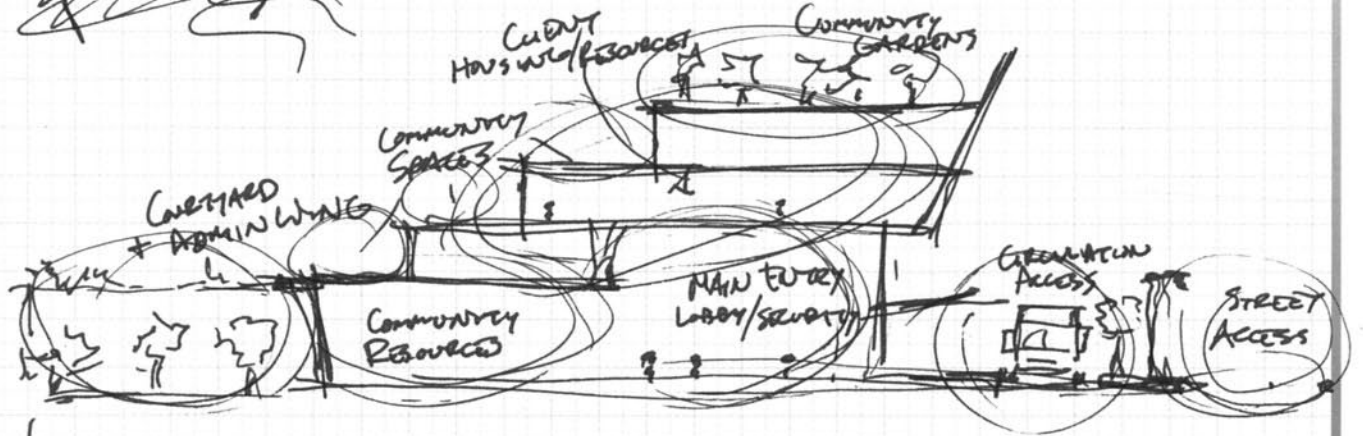 CLIENT
HOUSING/RESOURCES
COMMUNITY
GARDENS
COMMUNITY
SPACES
COURTYARD
+ ADMIN WING
COMMUNITY
RESOURCES
MAIN ENTRY
LOBBY/SECURITY
CIRCULATION
ACCESS
STREET
ACCESS